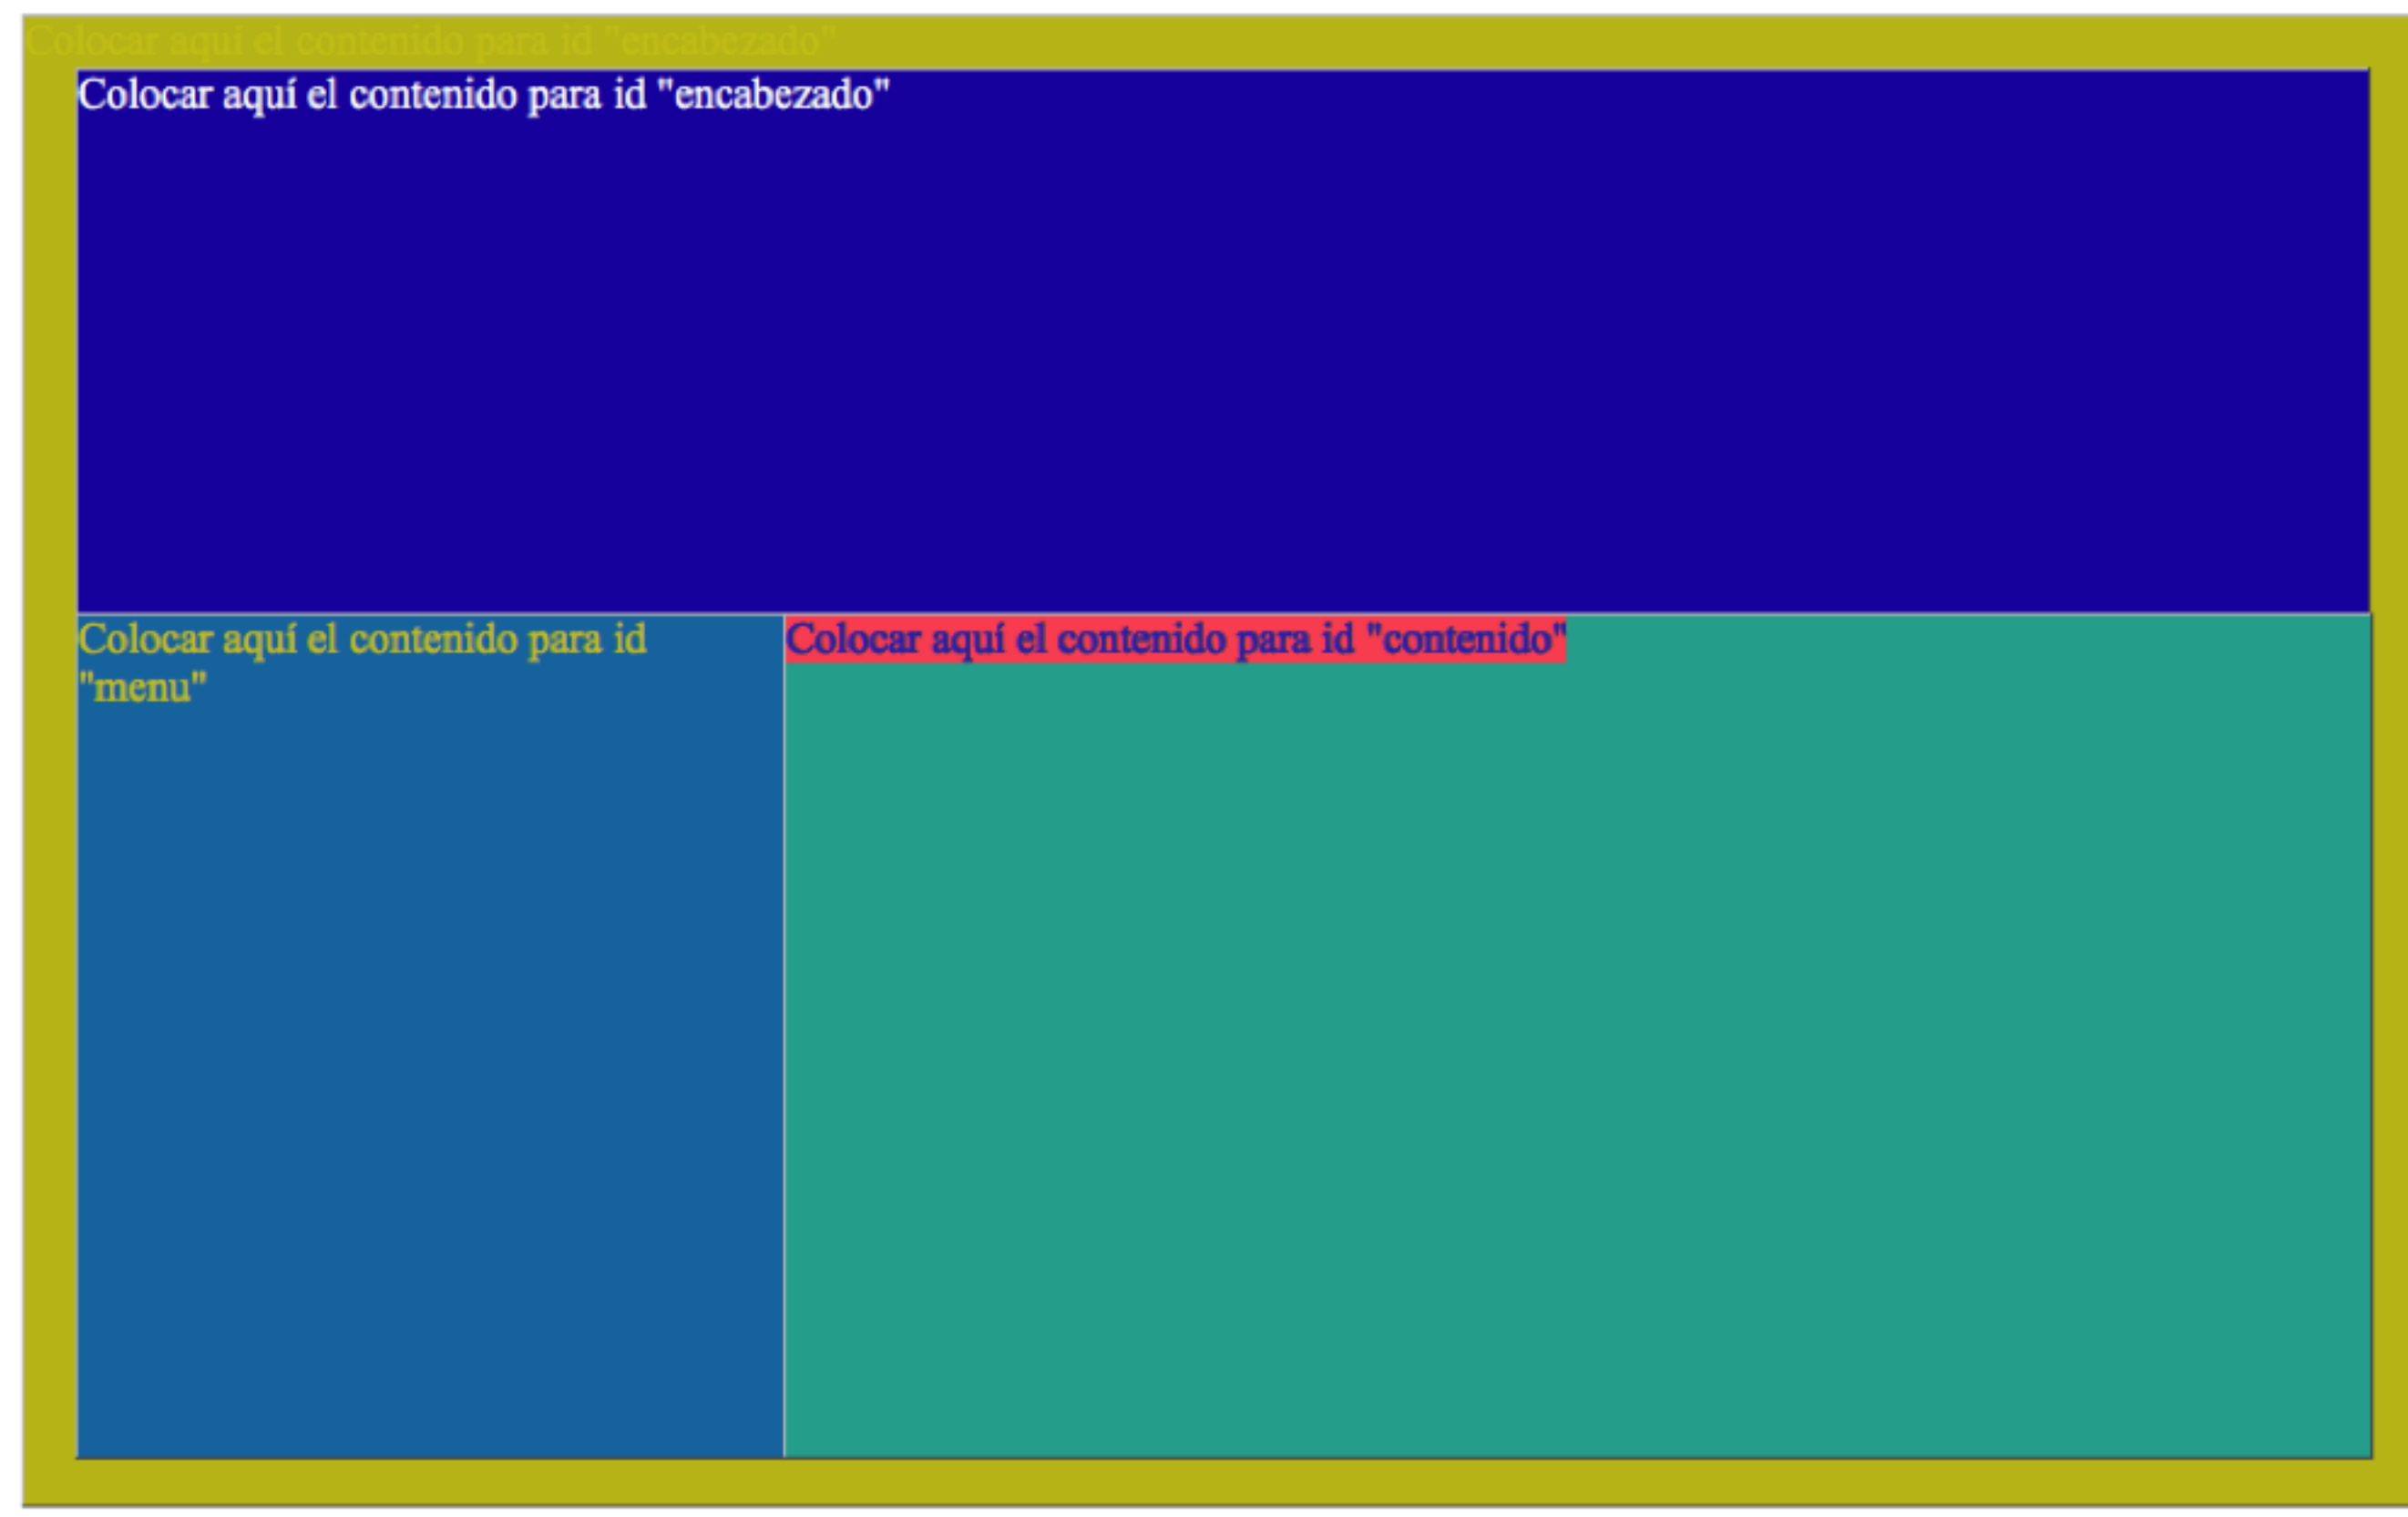 Colocar aquí el contenido para id "encabezado"
Colocar aquí el contenido para id "encabezado"
Colocar aquí el contenido para id
"menu"
Colocar aquí el contenido para id "contenido"